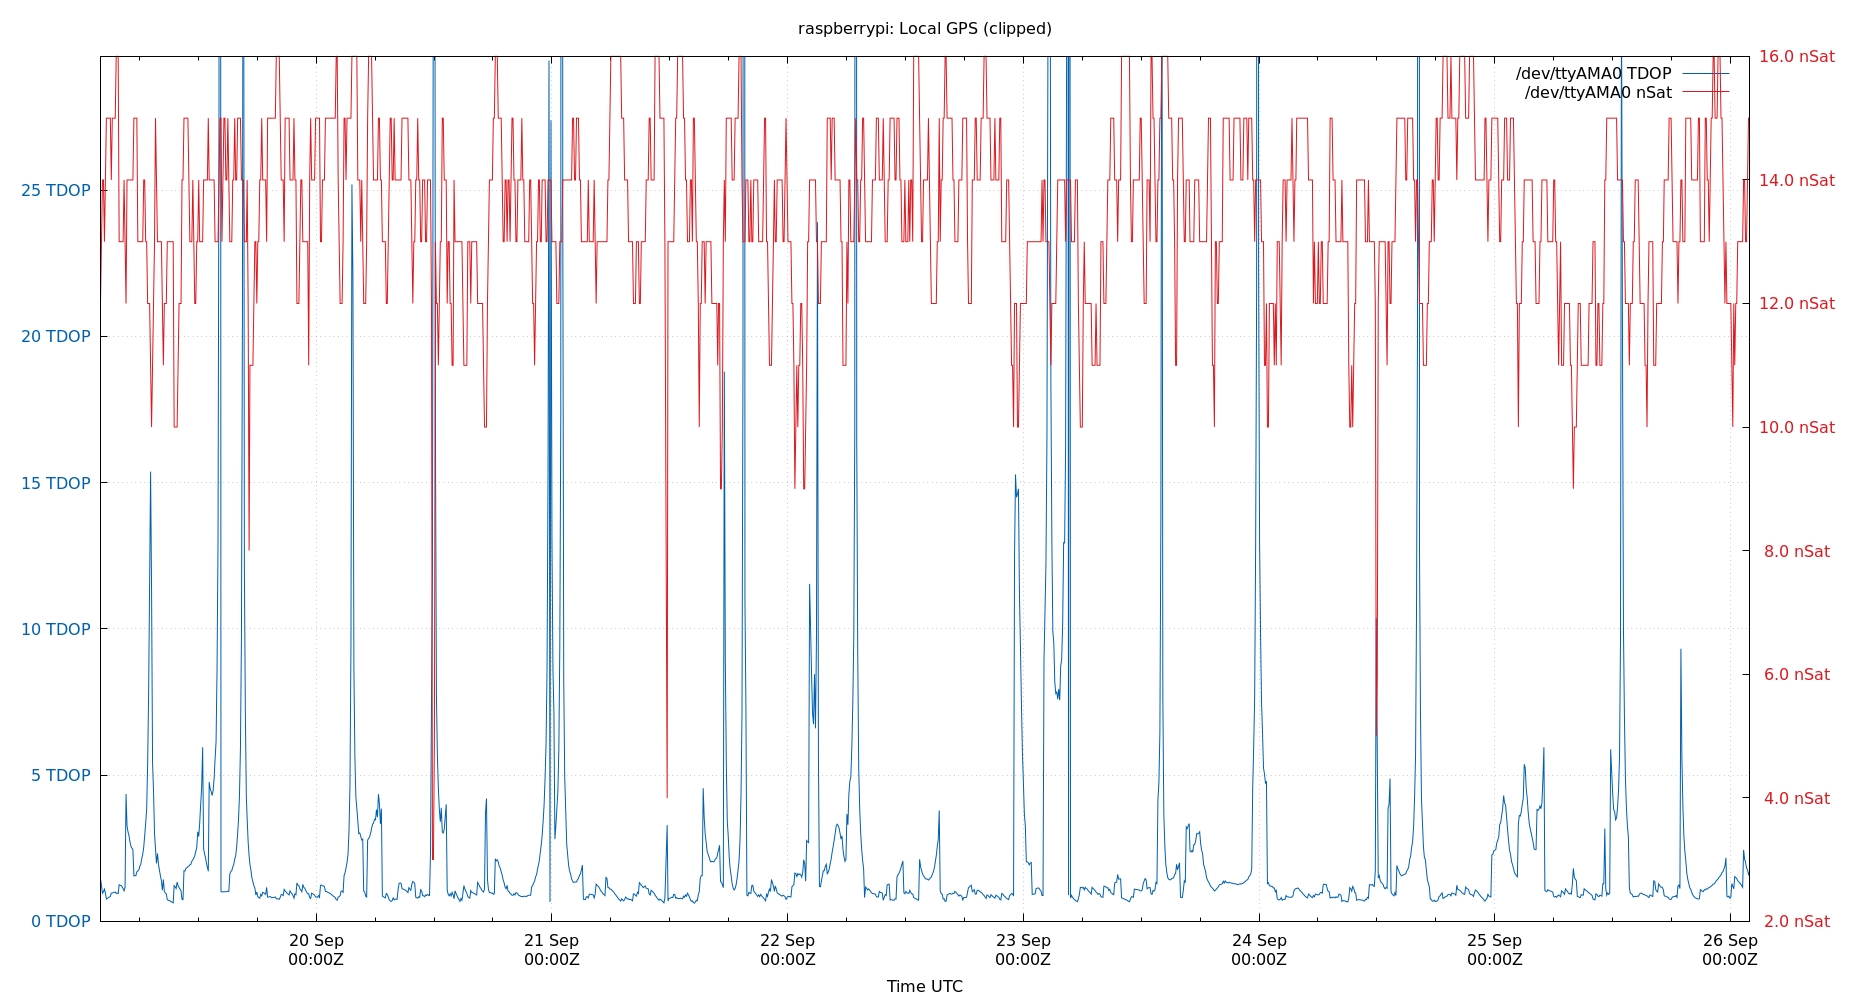 raspberrypi: Local GPS (clipped)
/dev/ttyAMA0 TDOP
/dev/ttyAMA0 nSat
25 TDOP
20 TDOP
15 TDOP
10 TDOP
5 TDOP
0 TDOP
16.0 nSat
14.0 nSat
12.0 nSat
10.0 nSat
8.0 nSat
6.0 nSat
4.0 nSat
2.0 nSat
20 Sep 21 Sep 22 Sep 23 Sep 24 Sep 25 Sep 26 Sep
00:00Z 00:00Z 00:00Z 00:00Z 00:00Z 00:00Z 00:00Z
Time UTC